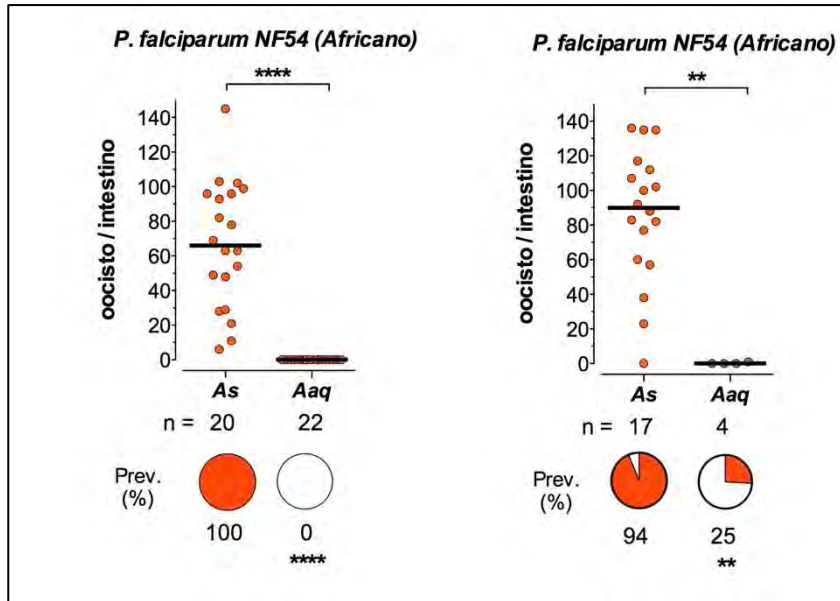 P. falciparum NF54 (Africano)
****
oocisto / intestino
140
120
100
80
60
40
20
0
As Aaq
n = 20 22
Prev.
(%)
100 0
****
P. falciparum NF54 (Africano)
**
oocisto / intestino
140
120
100
80
60
40
20
0
As Aaq
n = 17 4
Prev.
(%)
94 25
**